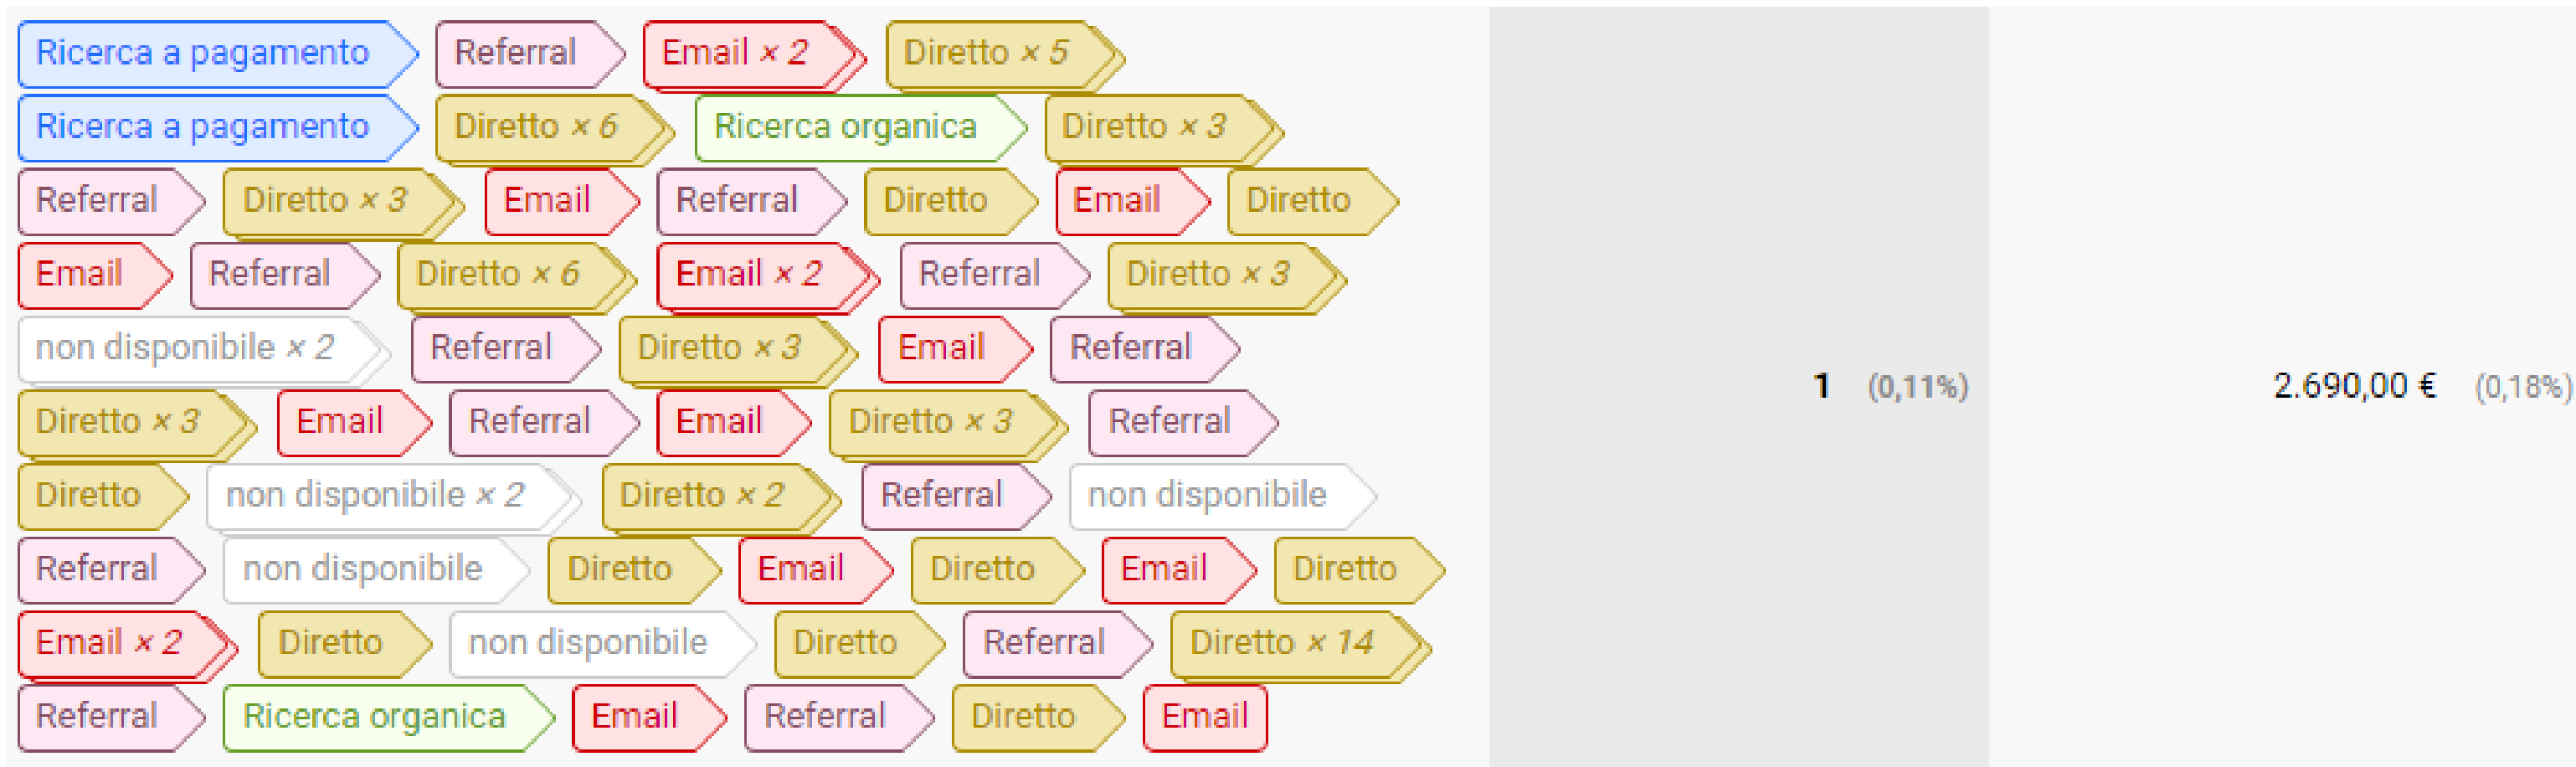 Ricerca a pagamento Referral Email × 2 Diretto × 5
Ricerca a pagamento Diretto × 6 Ricerca organica Diretto × 3
Referral Diretto × 3 Email Referral Diretto Email Diretto
Email Referral Diretto × 6 Email × 2 Referral Diretto × 3
non disponibile × 2 Referral Diretto × 3 Email Referral
1 (0,11%) 2.690,00 € (0,18%)
Diretto × 3 Email Referral Email Diretto × 3 Referral
Diretto non disponibile × 2 Diretto × 2 Referral non disponibile
Referral non disponibile Diretto Email Diretto Email Diretto
Email × 2 Diretto non disponibile Diretto Referral Diretto × 14
Referral Ricerca organica Email Referral Diretto Email